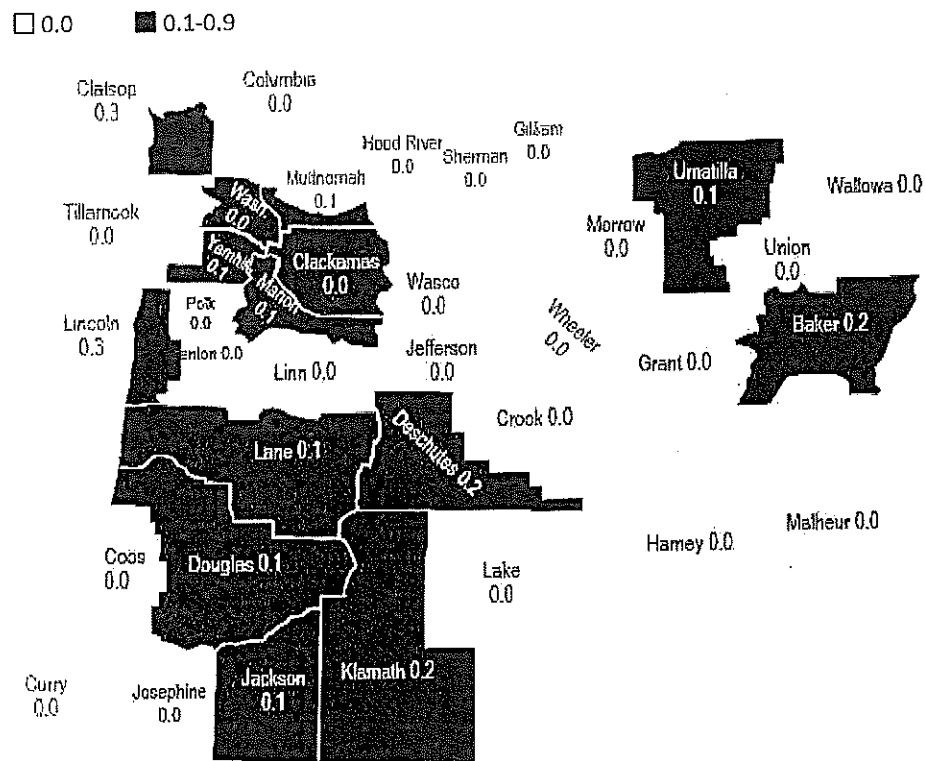 0.0
0.1-0.9
Clatsop
0.3
Columbia
0.0
Hood River
0.0
Sherman
0.0
Gilliam
0.0
Multnomah
0.1
Umatilla
0.1
Wallowa 0.0
Wash.
0.0
Tillamook
0.0
Morrow
0.0
Union
0.0
Yamhill
0.1
Clackamas
0.0
Marion
0.1
Wasco
0.0
Polk
0.0
Wheeler
0.0
Baker 0.2
Lincoln
0.3
enton 0.0
Linn 0.0
Jefferson
0.0
Grant 0.0
Crook 0.0
Lane 0.1
Deschutes 0.2
Malheur 0.0
Harney 0.0
Coos
0.0
Douglas 0.1
Lake
0.0
Curry
0.0
Josephine
0.0
Jackson
0.1
Klamath 0.2